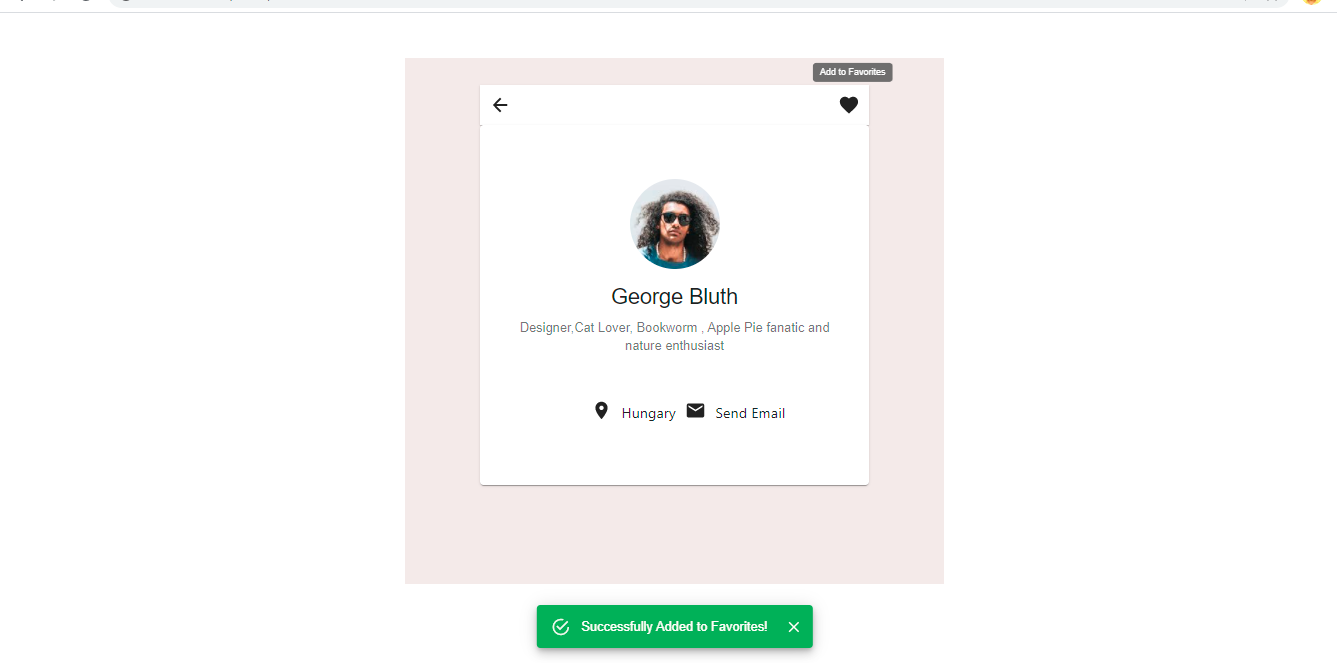 Add to Favorites
George Bluth
Designer,Cat Lover, Bookworm , Apple Pie fanatic and
nature enthusiast
Hungary Send Email
Successfully Added to Favorites!